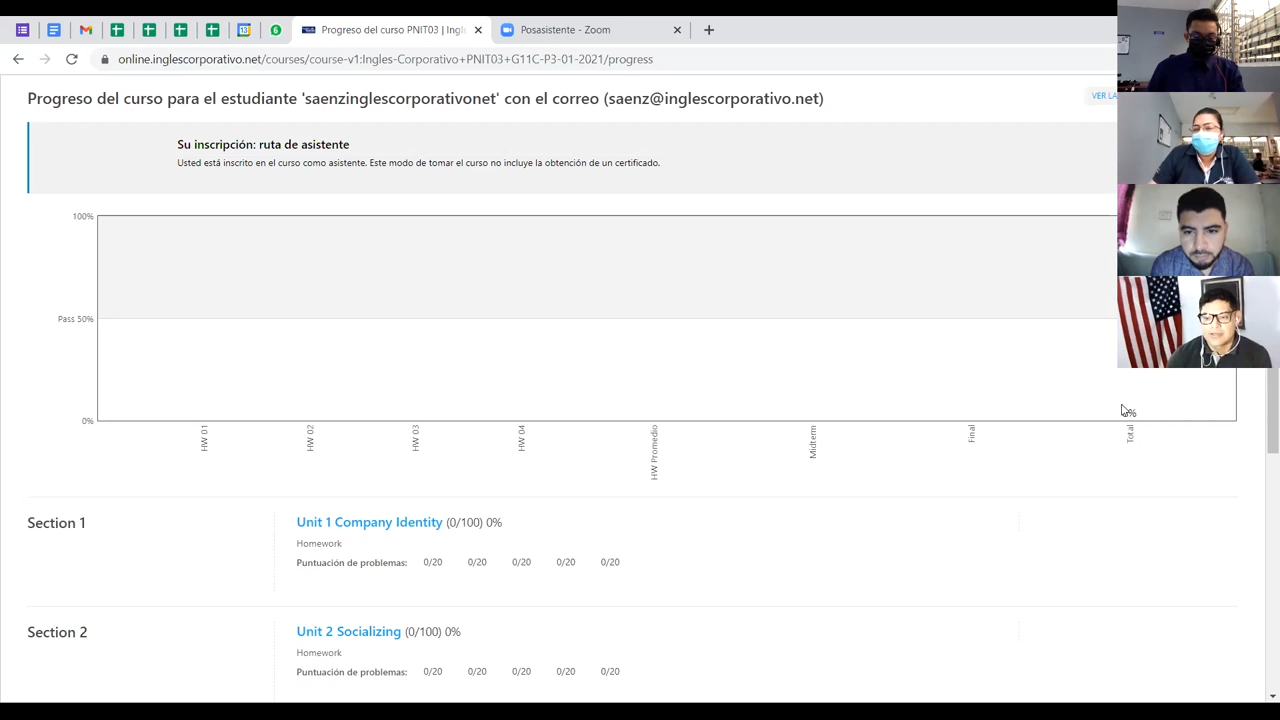 Progreso del curso PNIT03 | Ingl
Posasistente - Zoom
online.inglescorporativo.net/courses/course-v1:Ingles-Corporativo+PNIT03+G11C-P3-01-2021/progress
Progreso del curso para el estudiante 'saenzinglescorporativonet' con el correo (saenz@inglescorporativo.net)
VER LA
Su inscripción: ruta de asistente
Usted está inscrito en el curso como asistente. Este modo de tomar el curso no incluye la obtención de un certificado.
100%
Pass 50%
0%
%
HW 01
HW 02
HW 03
HW 04
HW Promedio
Midterm
Final
Total
Section 1
Unit 1 Company Identity (0/100) 0%
Homework
Puntuación de problemas: 0/20 0/20 0/20 0/20 0/20
Section 2
Unit 2 Socializing (0/100) 0%
Homework
Puntuación de problemas: 0/20 0/20 0/20 0/20 0/20